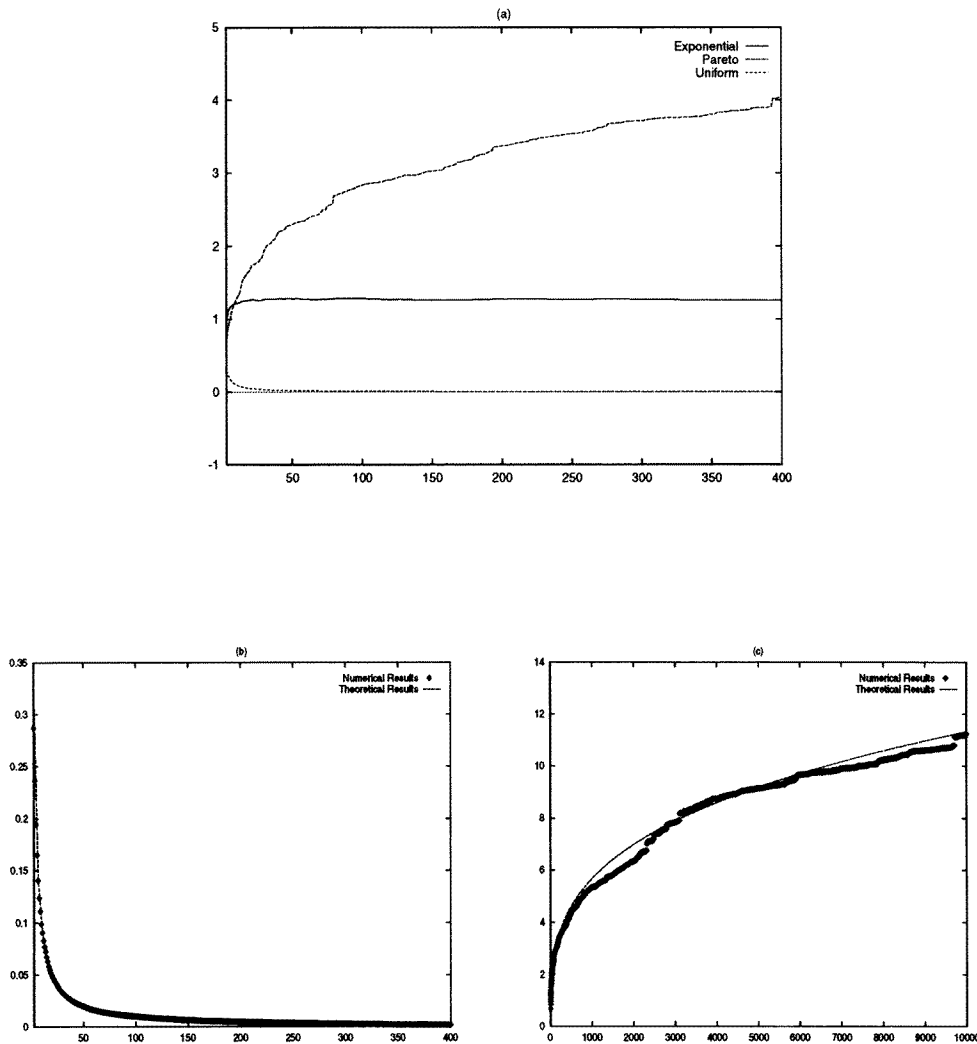 (a)
5
4
3
2
1
0
-1
Exponential
Pareto
Uniform
50 100 150 200 250 300 350 400
(b)
0.35
0.3
0.25
0.2
0.15
0.1
0.05
0
Numerical Results
Theoretical Results
50 100 150 200 250 300 350 400
(c)
14
12
10
8
6
4
2
0
Numerical Results
Theoretical Results
0 1000 2000 3000 4000 5000 6000 7000 8000 9000 10000